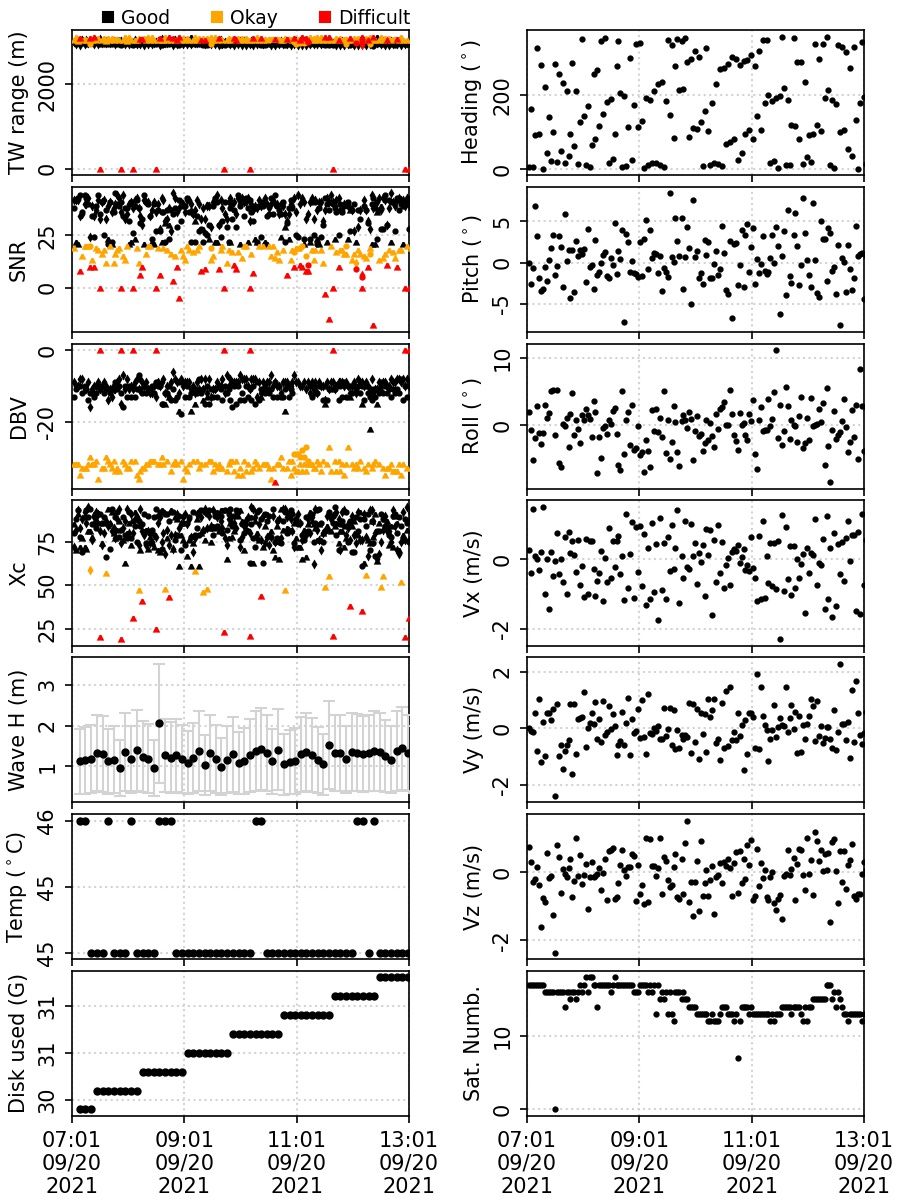 Good Okay Difficult
TW range (m)
2000
0
Heading (°)
200
0
SNR
25
0
Pitch (°)
5
0
-5
DBV
0
-20
Roll (°)
10
0
Xc
75
50
25
Vx (m/s)
0
-2
Wave H (m)
3
2
1
Vy (m/s)
2
0
-2
Temp (°C)
46
45
45
Vz (m/s)
0
-2
Disk used (G)
31
31
30
Sat. Numb.
10
0
07:01 09:01 11:01 13:01
09/20 09/20 09/20 09/20
2021 2021 2021 2021
07:01 09:01 11:01 13:01
09/20 09/20 09/20 09/20
2021 2021 2021 2021